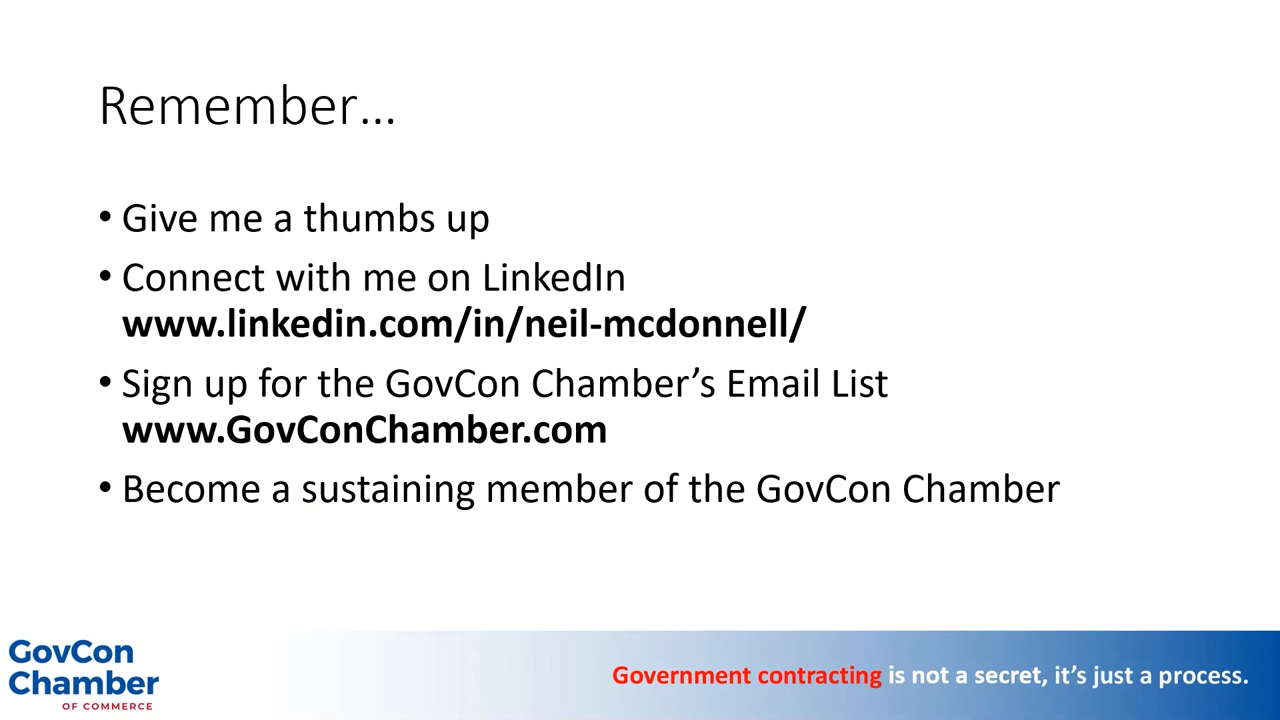 Remember...
• Give me a thumbs up
• Connect with me on LinkedIn
www.linkedin.com/in/neil-mcdonnell/
• Sign up for the GovCon Chamber’s Email List
www.GovConChamber.com
• Become a sustaining member of the GovCon Chamber
GovCon
Chamber
OF COMMERCE
Government contracting is not a secret, it’s just a process.